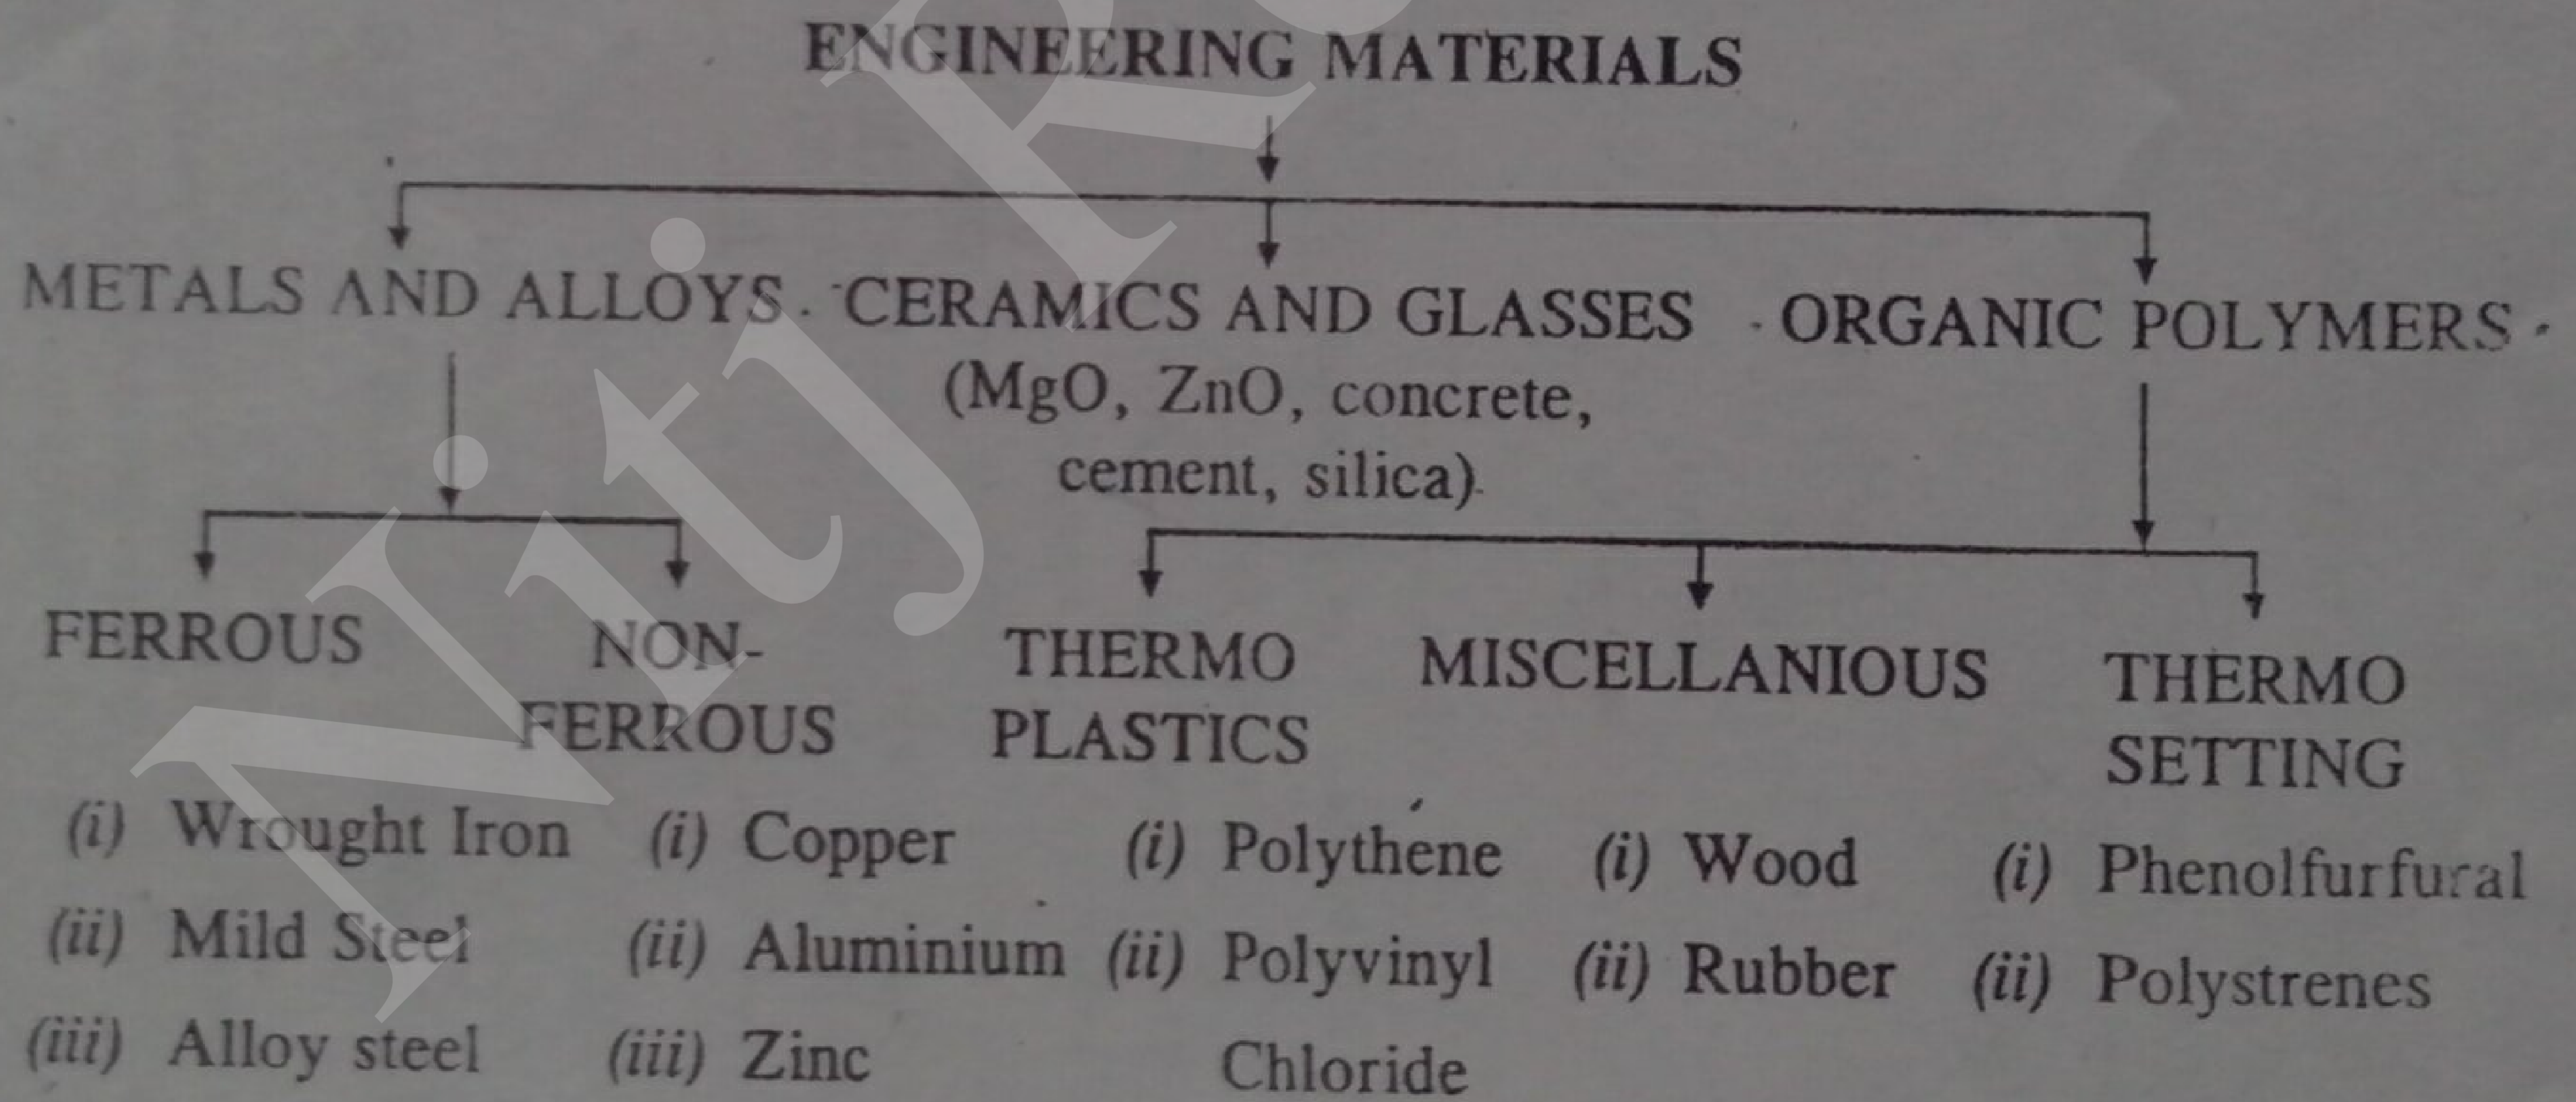 ENGINEERING MATERIALS
METALS AND ALLOYS. CERAMICS AND GLASSES ORGANIC POLYMERS
(MgO, ZnO, concrete,
cement, silica)
FERROUS
NON-
FERROUS
THERMO
PLASTICS
MISCELLANIOUS
THERMO
SETTING
(i) Wrought Iron (i) Copper (i) Polythene (i) Wood (i) Phenolfurfural
(ii) Mild Steel (ii) Aluminium (ii) Polyvinyl (ii) Rubber (ii) Polystrenes
(iii) Alloy steel (iii) Zinc Chloride
Nitj R